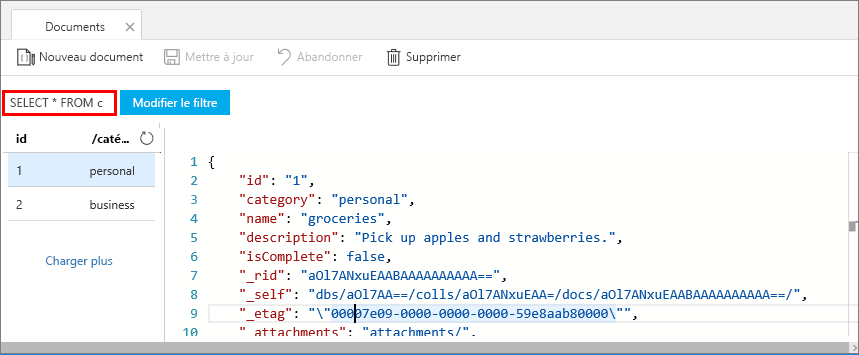 Documents
Nouveau document Mettre à jour Abandonner Supprimer
SELECT * FROM c Modifier le filtre
id /caté...
1 personal
2 business
Charger plus
1 {
2 "id": "1",
3 "category": "personal",
4 "name": "groceries",
5 "description": "Pick up apples and strawberries.",
6 "isComplete": false,
7 "_rid": "aOl7ANxuEAABAAAAAAAAAA==",
8 "_self": "dbs/aOl7AA==/colls/aOl7ANxuEAA=/docs/aOl7ANxuEAABAAAAAAAAAA==/",
9 "_etag": "\"00007e09-0000-0000-0000-59e8aab80000\"",
10 "_attachments": "attachments/",